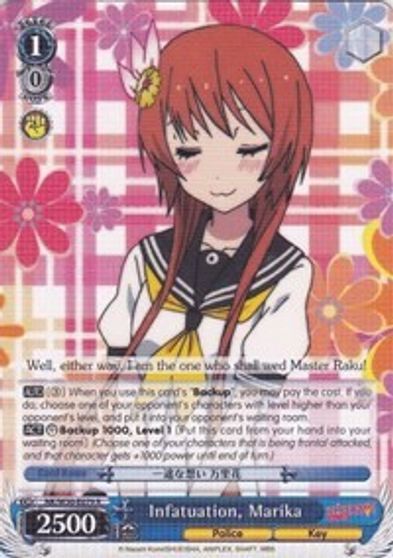 1
0
Well, either way, I am the one who shall wed Master Raku!
AUTO [(3)] When you use this card's "Backup", you may pay the cost. If you
do, choose one of your opponent's characters with level higher than your
opponent's level, and put it into your opponent's waiting room.
ACT Backup 1000, Level 1 [Put this card from your hand into your
waiting room] (Choose one of your characters that is being frontal attacked,
and that character gets +1000 power until end of turn.)
一途な想い 万里花
2500
Infatuation, Marika
Police
Key